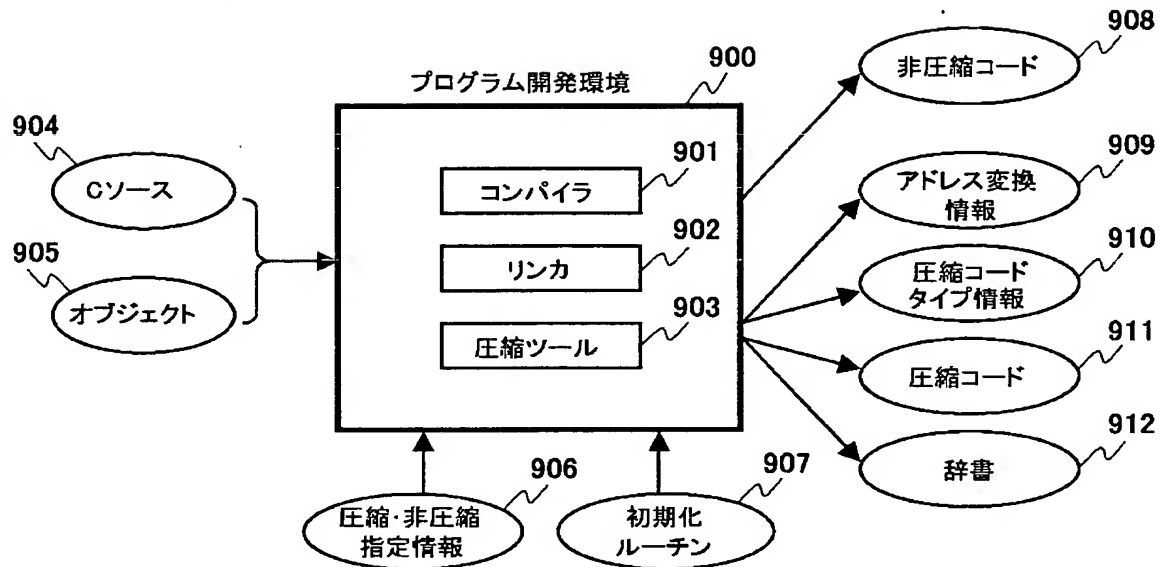 900
プログラム開発環境
904
Cソース
905
オブジェクト
901
コンパイラ
902
リンカ
903
圧縮ツール
906
圧縮・非圧縮
指定情報
907
初期化
ルーチン
908
非圧縮コード
909
アドレス変換
情報
910
圧縮コード
タイプ情報
911
圧縮コード
912
辞書